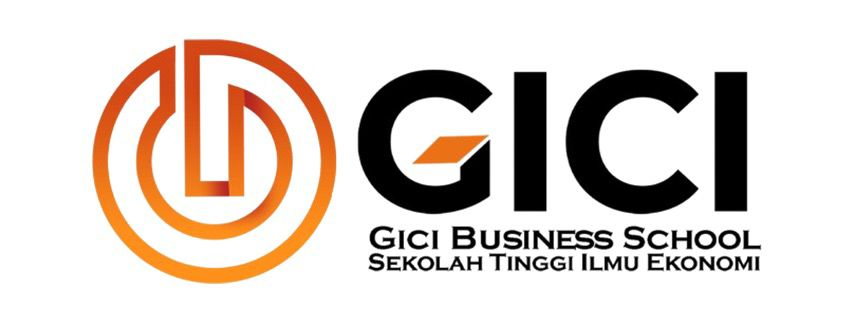 GICI
GICI BUSINESS SCHOOL
SEKOLAH TINGGI ILMU EKONOMI